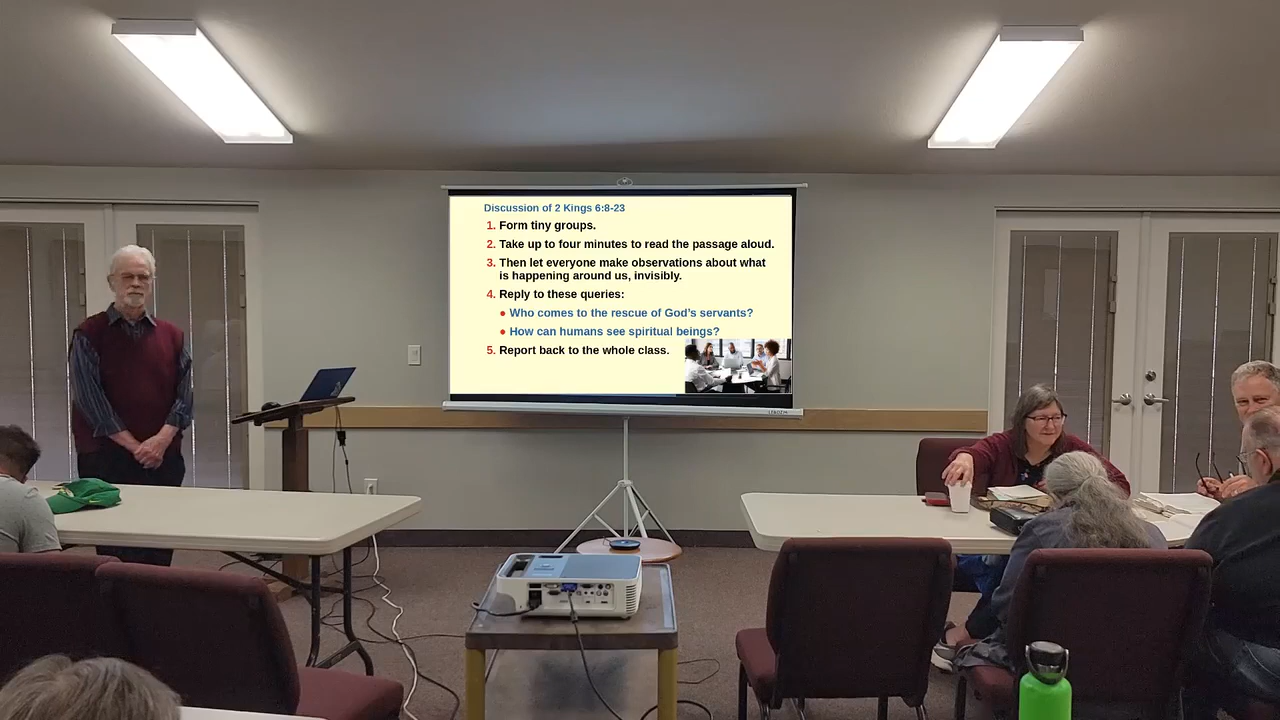 Discussion of 2 Kings 6:8-23
1. Form tiny groups.
2. Take up to four minutes to read the passage aloud.
3. Then let everyone make observations about what
is happening around us, invisibly.
4. Reply to these queries:
• Who comes to the rescue of God's servants?
• How can humans see spiritual beings?
5. Report back to the whole class.